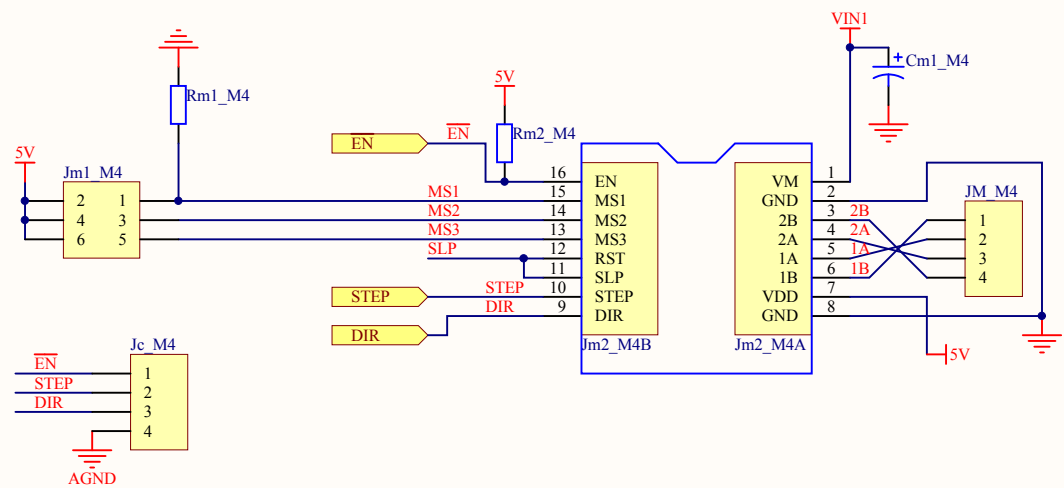 VIN1
+ Cm1_M4
Rm1_M4
5V
Rm2_M4
EN
EN
5V
Jm1_M4
2 1
4 3
6 5
MS1
MS2
MS3
SLP
STEP
STEP
DIR
DIR
16 EN
15 MS1
14 MS2
13 MS3
12 RST
11 SLP
10 STEP
9 DIR
Jm2_M4B
VM 1
GND 2
2B 3
2A 4
1A 5
1B 6
VDD 7
GND 8
Jm2_M4A
2B
2A
1A
1B
JM_M4
1
2
3
4
5V
Jc_M4
EN 1
STEP 2
DIR 3
4
AGND